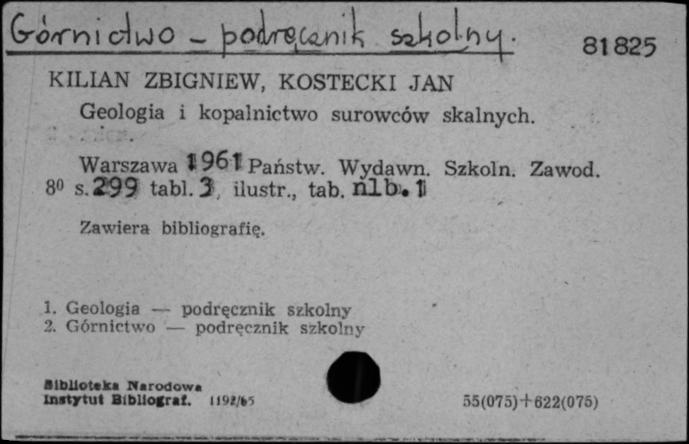 Górnictwo - podręcznik szkolny.
81825
KILIAN ZBIGNIEW, KOSTECKI JAN
Geologia i kopalnictwo surowców skalnych.
Warszawa 1961 Państw. Wydawn. Szkoln. Zawod.
8⁰ s. 299 tabl. 3, ilustr., tab. nlb. 1
Zawiera bibliografię.
1. Geologia — podręcznik szkolny
2. Górnictwo — podręcznik szkolny
Biblioteka Narodowa
Instytut Bibliograf. 1192/65
55(075)+622(075)